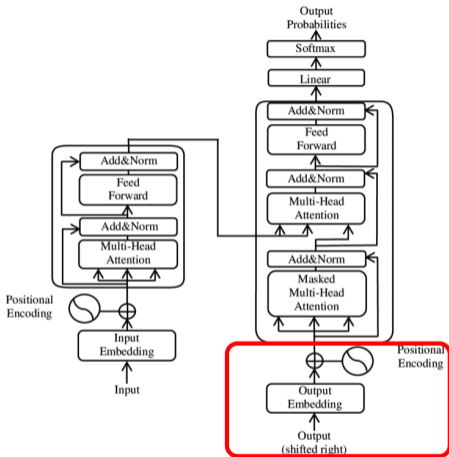 Output
Probabilities
Softmax
Linear
Add&Norm
Feed
Forward
Add&Norm
Multi-Head
Attention
Add&Norm
Masked
Multi-Head
Attention
Positional
Encoding
Output
Embedding
Output
(shifted right)
Add&Norm
Feed
Forward
Add&Norm
Multi-Head
Attention
Positional
Encoding
Input
Embedding
Input